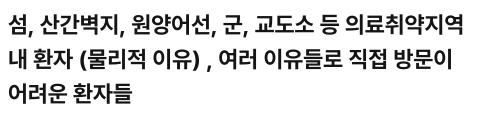 섬, 산간벽지, 원양어선, 군, 교도소 등 의료취약지역
내 환자 (물리적 이유) , 여러 이유들로 직접 방문이
어려운 환자들